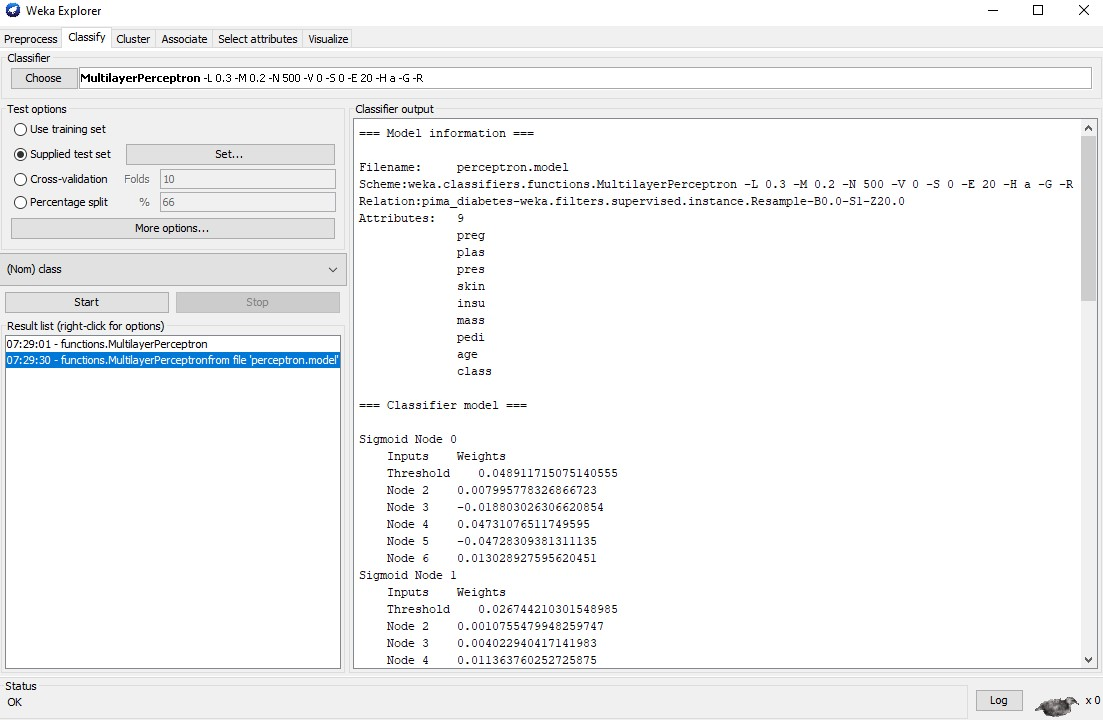 Weka Explorer
Preprocess Classify Cluster Associate Select attributes Visualize
Classifier
Choose MultilayerPerceptron -L 0.3 -M 0.2 -N 500 -V 0 -S 0 -E 20 -H a -G -R
Test options
Use training set
Supplied test set Set...
Cross-validation Folds 10
Percentage split % 66
More options...
(Nom) class
Start Stop
Result list (right-click for options)
07:29:01 - functions.MultilayerPerceptron
07:29:30 - functions.MultilayerPerceptronfrom file 'perceptron.model'
Classifier output
=== Model information ===
Filename: perceptron.model
Scheme:weka.classifiers.functions.MultilayerPerceptron -L 0.3 -M 0.2 -N 500 -V 0 -S 0 -E 20 -H a -G -R
Relation:pima_diabetes-weka.filters.supervised.instance.Resample-B0.0-S1-Z20.0
Attributes: 9
preg
plas
pres
skin
insu
mass
pedi
age
class
=== Classifier model ===
Sigmoid Node 0
Inputs Weights
Threshold 0.048911715075140555
Node 2 0.007995778326866723
Node 3 -0.018803026306620854
Node 4 0.04731076511749595
Node 5 -0.04728309381311135
Node 6 0.013028927595620451
Sigmoid Node 1
Inputs Weights
Threshold 0.026744210301548985
Node 2 0.0010755479948259747
Node 3 0.004022940417141983
Node 4 0.011363760252725875
Status
OK
Log x 0